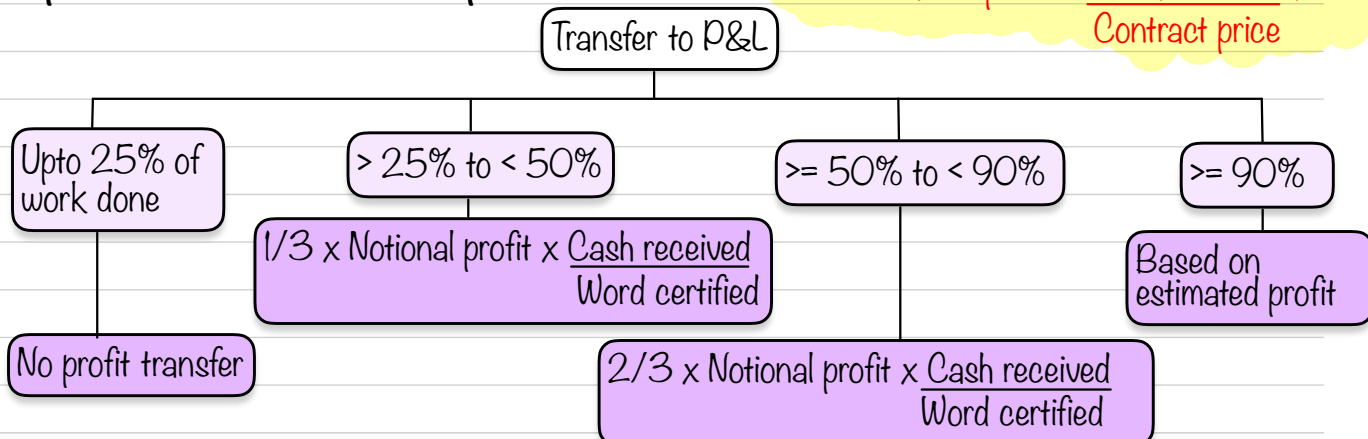 Contract price
Transfer to P&L
Upto 25% of
work done
> 25% to < 50%
>= 50% to < 90%
>= 90%
1/3 x Notional profit x Cash received
Word certified
Based on
estimated profit
No profit transfer
2/3 x Notional profit x Cash received
Word certified